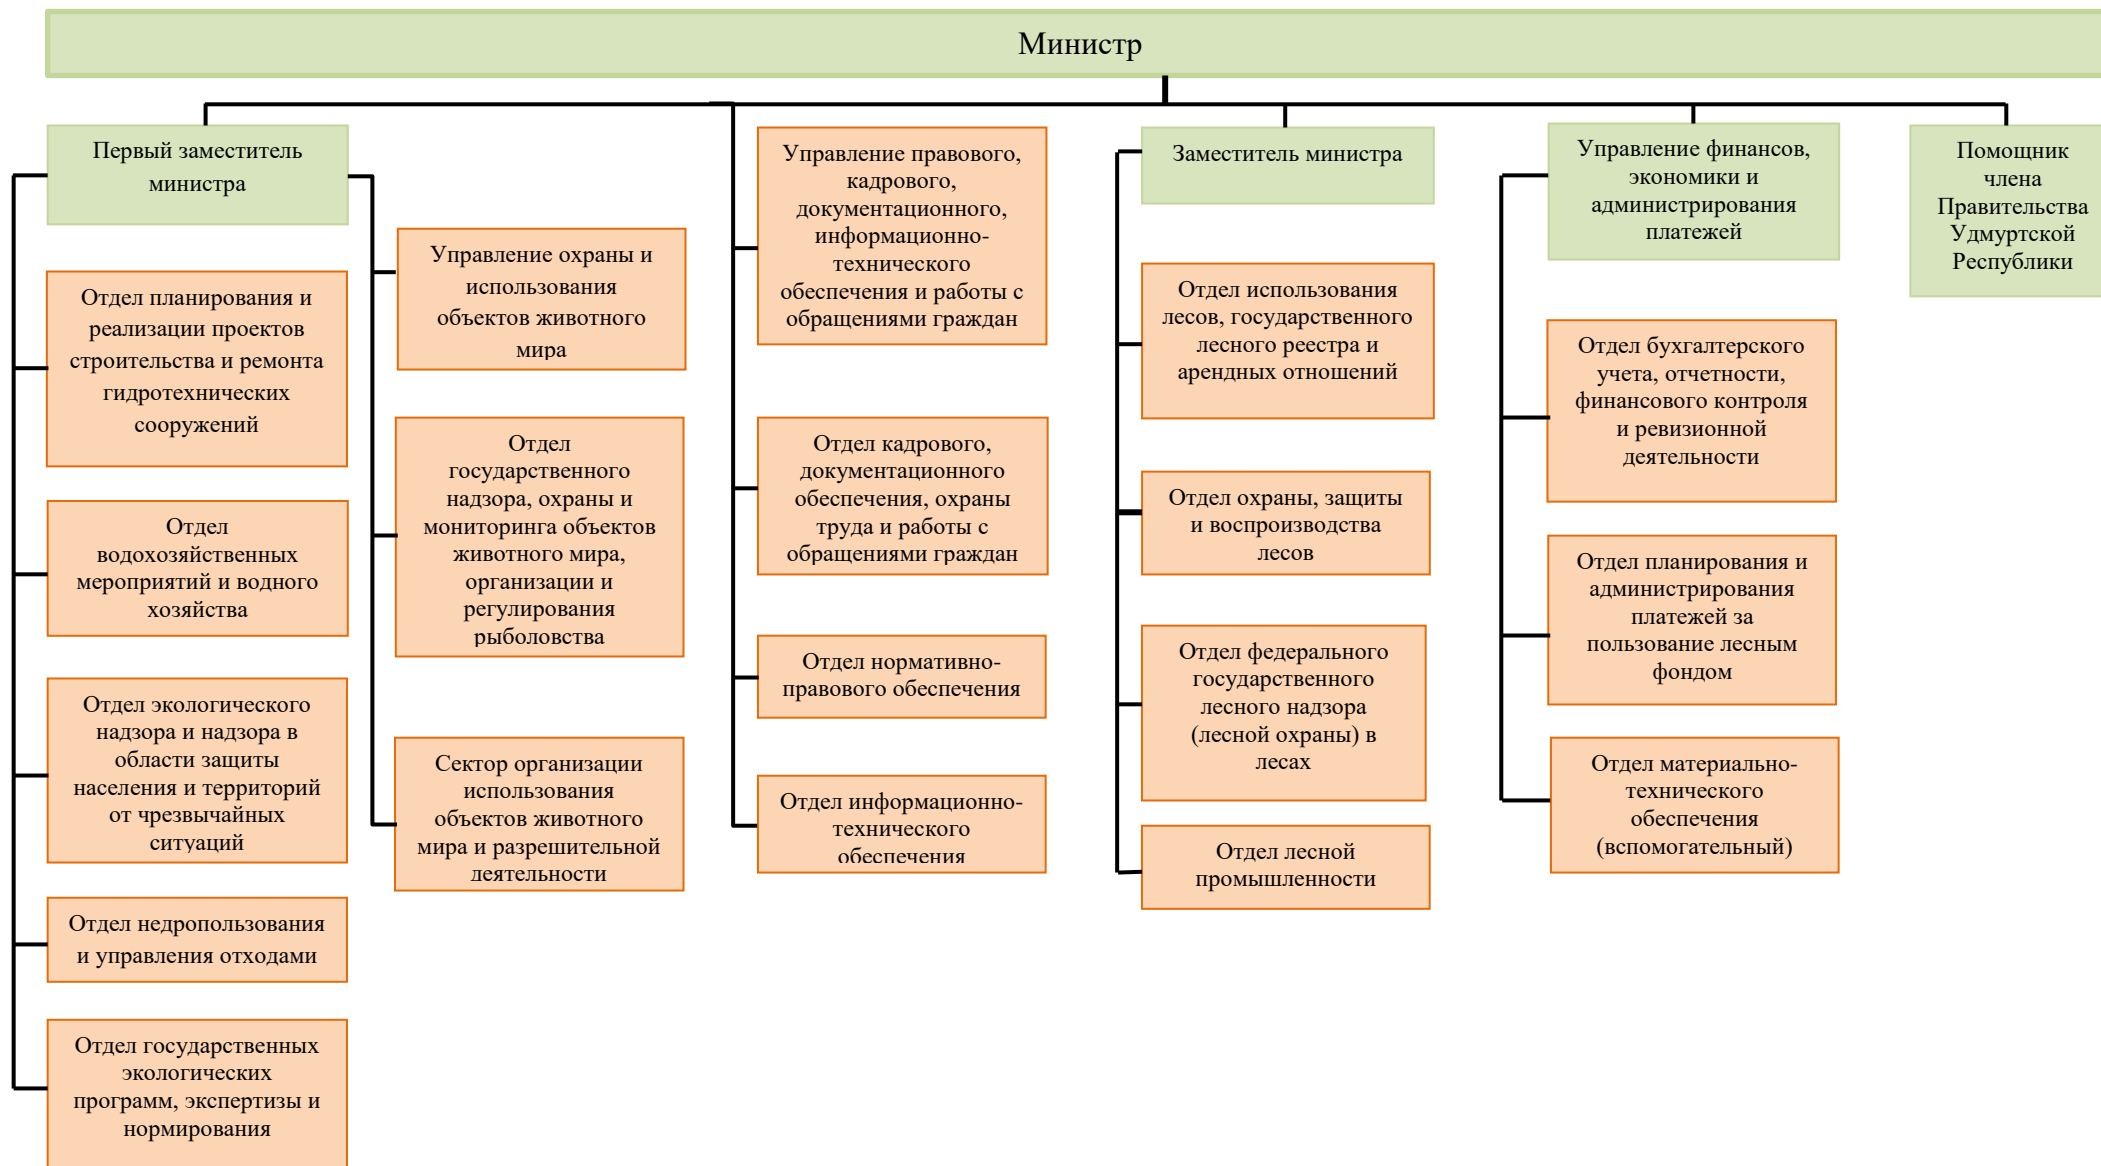 Министр
Первый заместитель
министра
Отдел планирования и
реализации проектов
строительства и ремонта
гидротехнических
сооружений
Отдел
водохозяйственных
мероприятий и водного
хозяйства
Отдел экологического
надзора и надзора в
области защиты
населения и территорий
от чрезвычайных
ситуаций
Отдел недропользования
и управления отходами
Отдел государственных
экологических
программ, экспертизы и
нормирования
Управление охраны и
использования
объектов животного
мира
Отдел
государственного
надзора, охраны и
мониторинга объектов
животного мира,
организации и
регулирования
рыболовства
Сектор организации
использования
объектов животного
мира и разрешительной
деятельности
Управление правового,
кадрового,
документационного,
информационно-
технического
обеспечения и работы с
обращениями граждан
Отдел кадрового,
документационного
обеспечения, охраны
труда и работы с
обращениями граждан
Отдел нормативно-
правового обеспечения
Отдел информационно-
технического
обеспечения
Заместитель министра
Отдел использования
лесов, государственного
лесного реестра и
арендных отношений
Отдел охраны, защиты
и воспроизводства
лесов
Отдел федерального
государственного
лесного надзора
(лесной охраны) в
лесах
Отдел лесной
промышленности
Управление финансов,
экономики и
администрирования
платежей
Отдел бухгалтерского
учета, отчетности,
финансового контроля
и ревизионной
деятельности
Отдел планирования и
администрирования
платежей за
пользование лесным
фондом
Отдел материально-
технического
обеспечения
(вспомогательный)
Помощник
члена
Правительства
Удмуртской
Республики